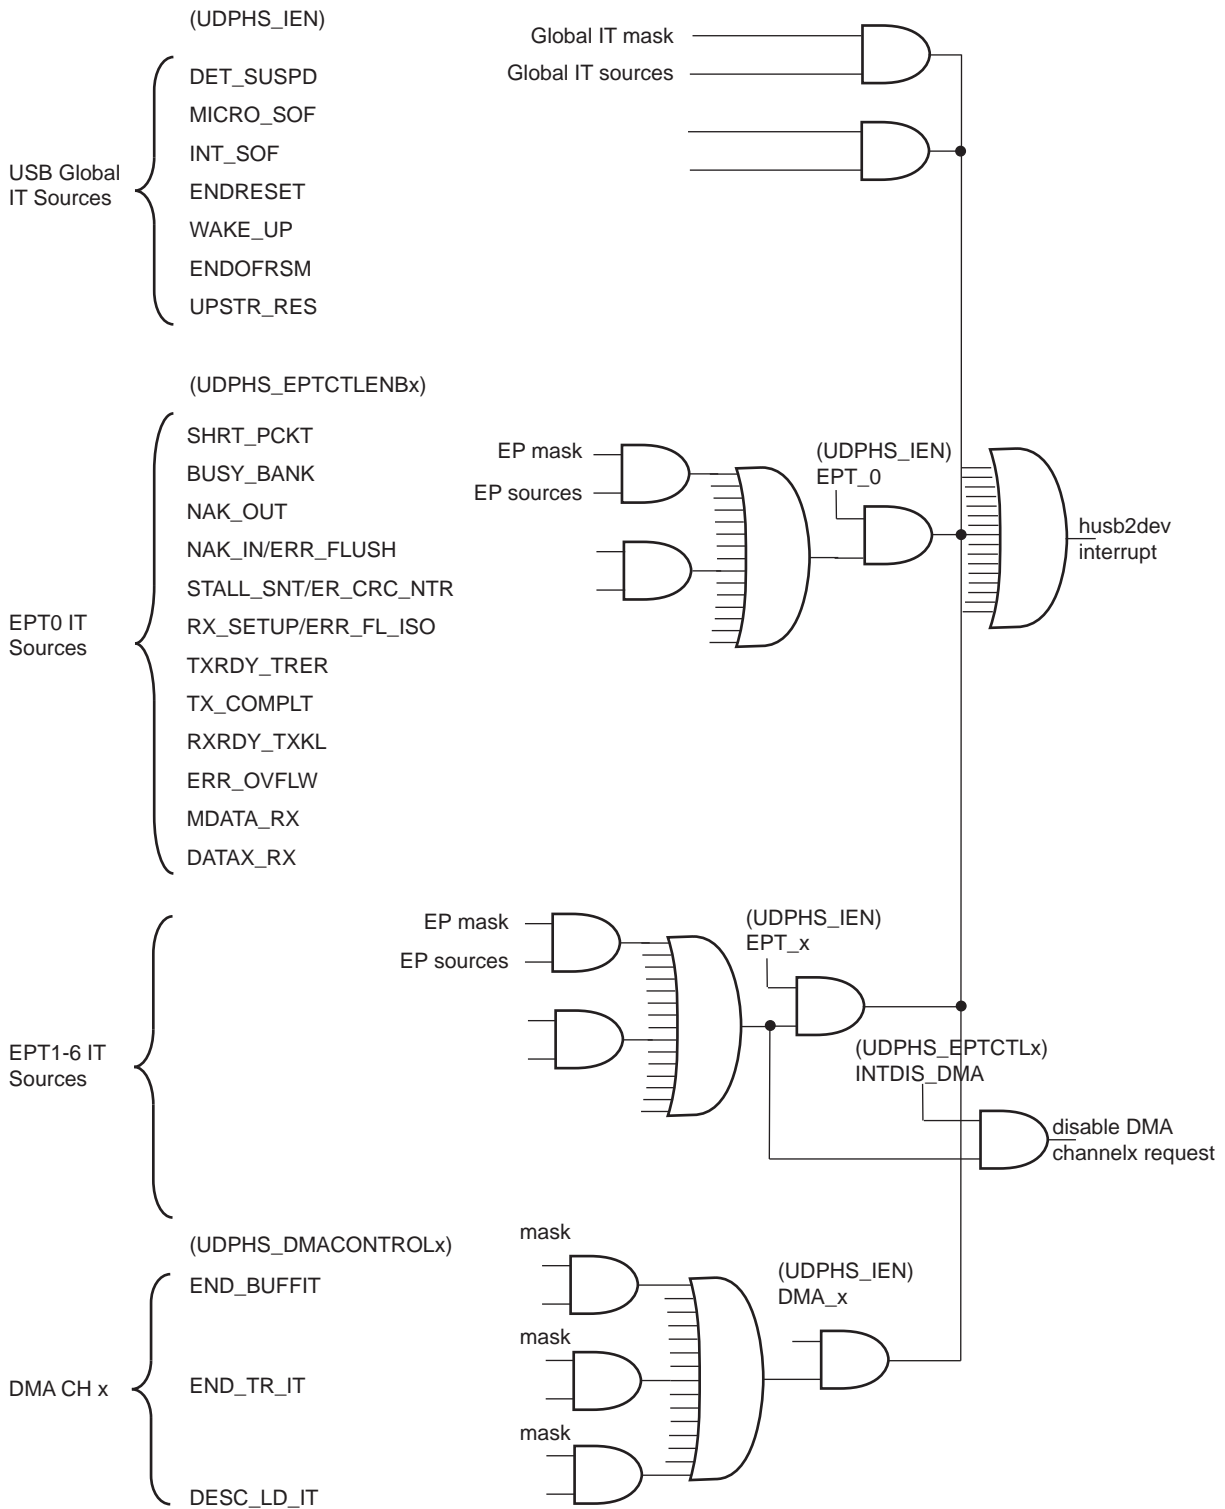 (UDPHS_IEN)
Global IT mask
Global IT sources
DET_SUSPD
MICRO_SOF
INT_SOF
ENDRESET
WAKE_UP
ENDOFRSM
UPSTR_RES
USB Global
IT Sources
(UDPHS_EPTCTLENBx)
SHRT_PCKT
BUSY_BANK
NAK_OUT
NAK_IN/ERR_FLUSH
STALL_SNT/ER_CRC_NTR
RX_SETUP/ERR_FL_ISO
TXRDY_TRER
TX_COMPLT
RXRDY_TXKL
ERR_OVFLW
MDATA_RX
DATAX_RX
EPT0 IT
Sources
EP mask
EP sources
(UDPHS_IEN)
EPT_0
husb2dev
interrupt
EPT1-6 IT
Sources
EP mask
EP sources
(UDPHS_IEN)
EPT_x
(UDPHS_EPTCTLx)
INTDIS_DMA
disable DMA
channelx request
(UDPHS_DMACONTROLx)
END_BUFFIT
END_TR_IT
DESC_LD_IT
DMA CH x
mask
mask
mask
(UDPHS_IEN)
DMA_x